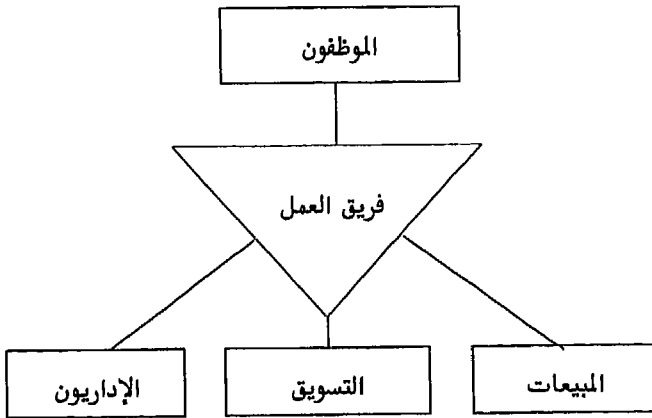 الموظفون
فريق العمل
المبيعات
التسويق
الإداريون